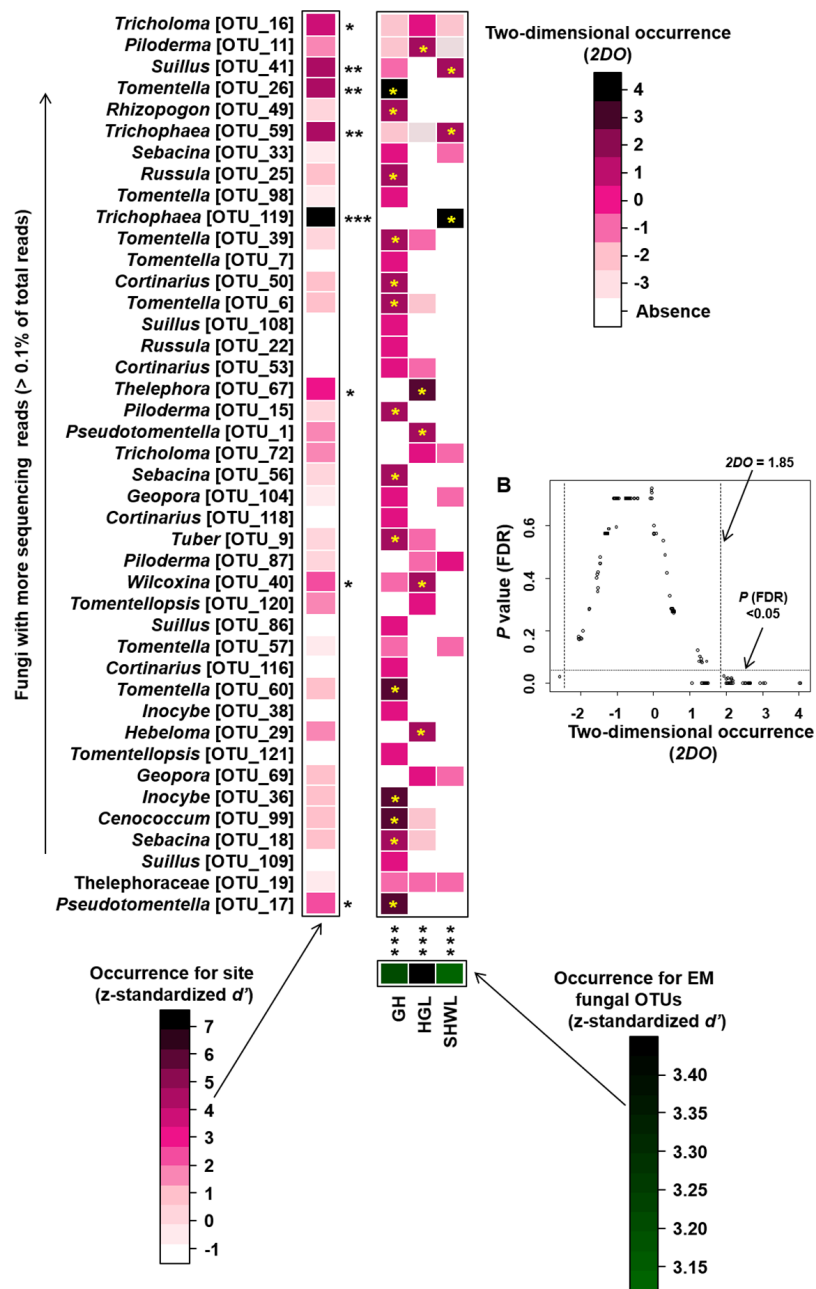 Tricholoma [OTU_16] *
Piloderma [OTU_11] *
Suillus [OTU_41] ** *
Tomentella [OTU_26] ** *
Rhizopogon [OTU_49] *
Trichophaea [OTU_59] ** *
Sebacina [OTU_33]
Russula [OTU_25] *
Tomentella [OTU_98]
Trichophaea [OTU_119] *** *
Tomentella [OTU_39] *
Tomentella [OTU_7]
Cortinarius [OTU_50] *
Tomentella [OTU_6] *
Suillus [OTU_108]
Russula [OTU_22]
Cortinarius [OTU_53]
Thelephora [OTU_67] * *
Piloderma [OTU_15] *
Pseudotomentella [OTU_1] *
Tricholoma [OTU_72]
Sebacina [OTU_56] *
Geopora [OTU_104]
Cortinarius [OTU_118]
Tuber [OTU_9] *
Piloderma [OTU_87]
Wilcoxina [OTU_40] * *
Tomentellopsis [OTU_120]
Suillus [OTU_86]
Tomentella [OTU_57]
Cortinarius [OTU_116]
Tomentella [OTU_60] *
Inocybe [OTU_38]
Hebeloma [OTU_29] *
Tomentellopsis [OTU_121]
Geopora [OTU_69]
Inocybe [OTU_36] *
Cenococcum [OTU_99] *
Sebacina [OTU_18] *
Suillus [OTU_109]
Thelephoraceae [OTU_19]
Pseudotomentella [OTU_17] * *
Fungi with more sequencing reads (> 0.1% of total reads)
*** *** ***
GH
HGL
SHWL
Two-dimensional occurrence
(2DO)
4
3
2
1
0
-1
-2
-3
Absence
B
2DO = 1.85
P (FDR)
<0.05
P value (FDR)
0.6
0.4
0.2
0.0
-2 -1 0 1 2 3 4
Two-dimensional occurrence
(2DO)
Occurrence for site
(z-standardized d')
7
6
5
4
3
2
1
0
-1
Occurrence for EM
fungal OTUs
(z-standardized d')
3.40
3.35
3.30
3.25
3.20
3.15